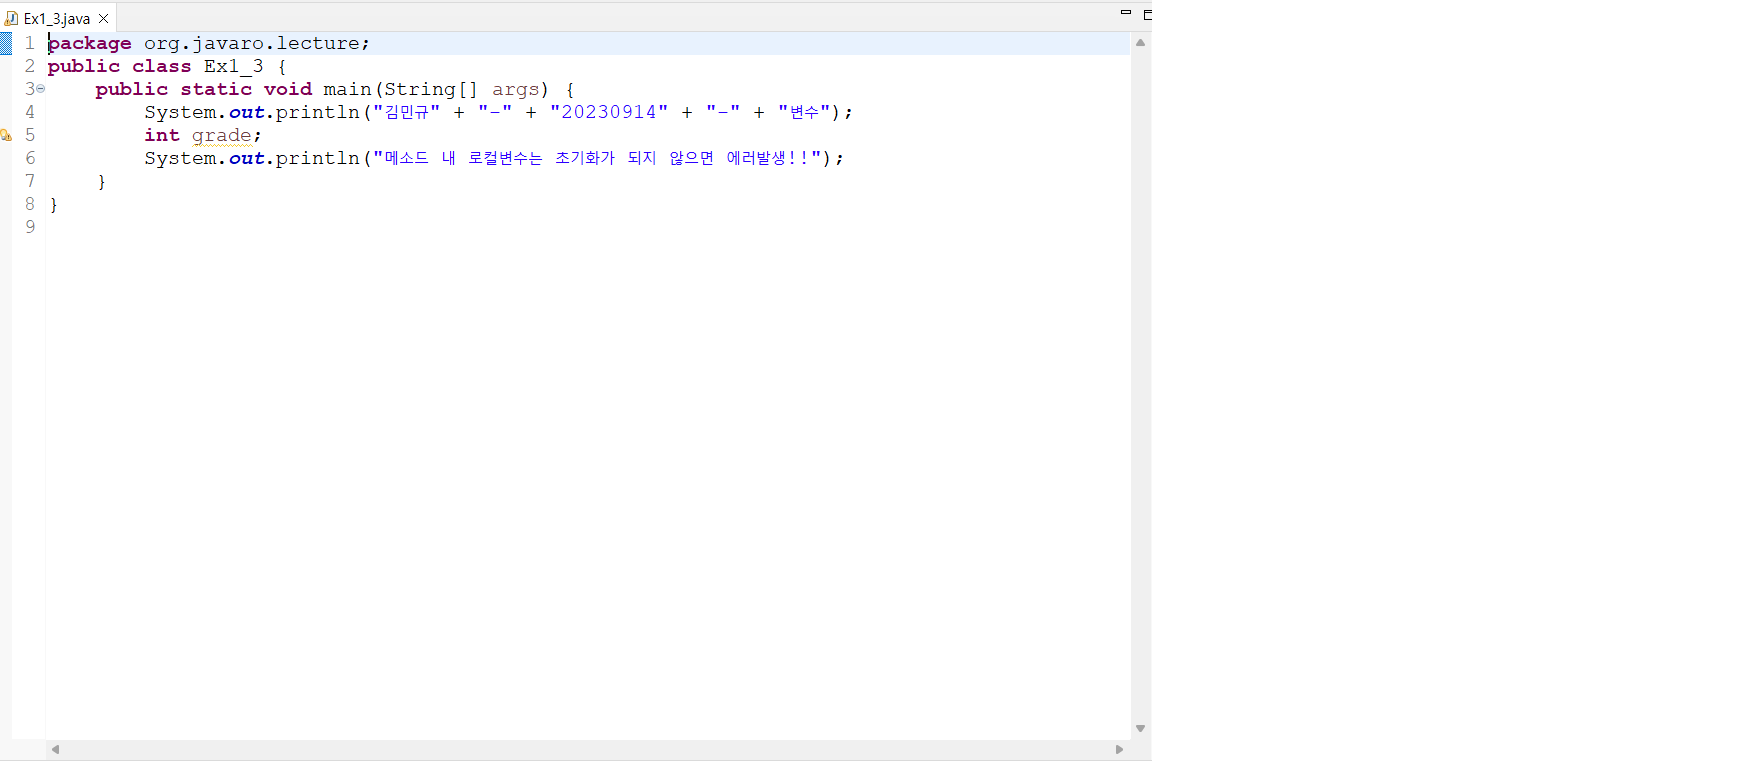 Ex1_3.java
1 package org.javaro.lecture;
2 public class Ex1_3 {
3     public static void main(String[] args) {
4         System.out.println("김민규" + "-" + "20230914" + "-" + "변수");
5         int grade;
6         System.out.println("메소드 내 로컬변수는 초기화가 되지 않으면 에러발생!!");
7     }
8 }
9